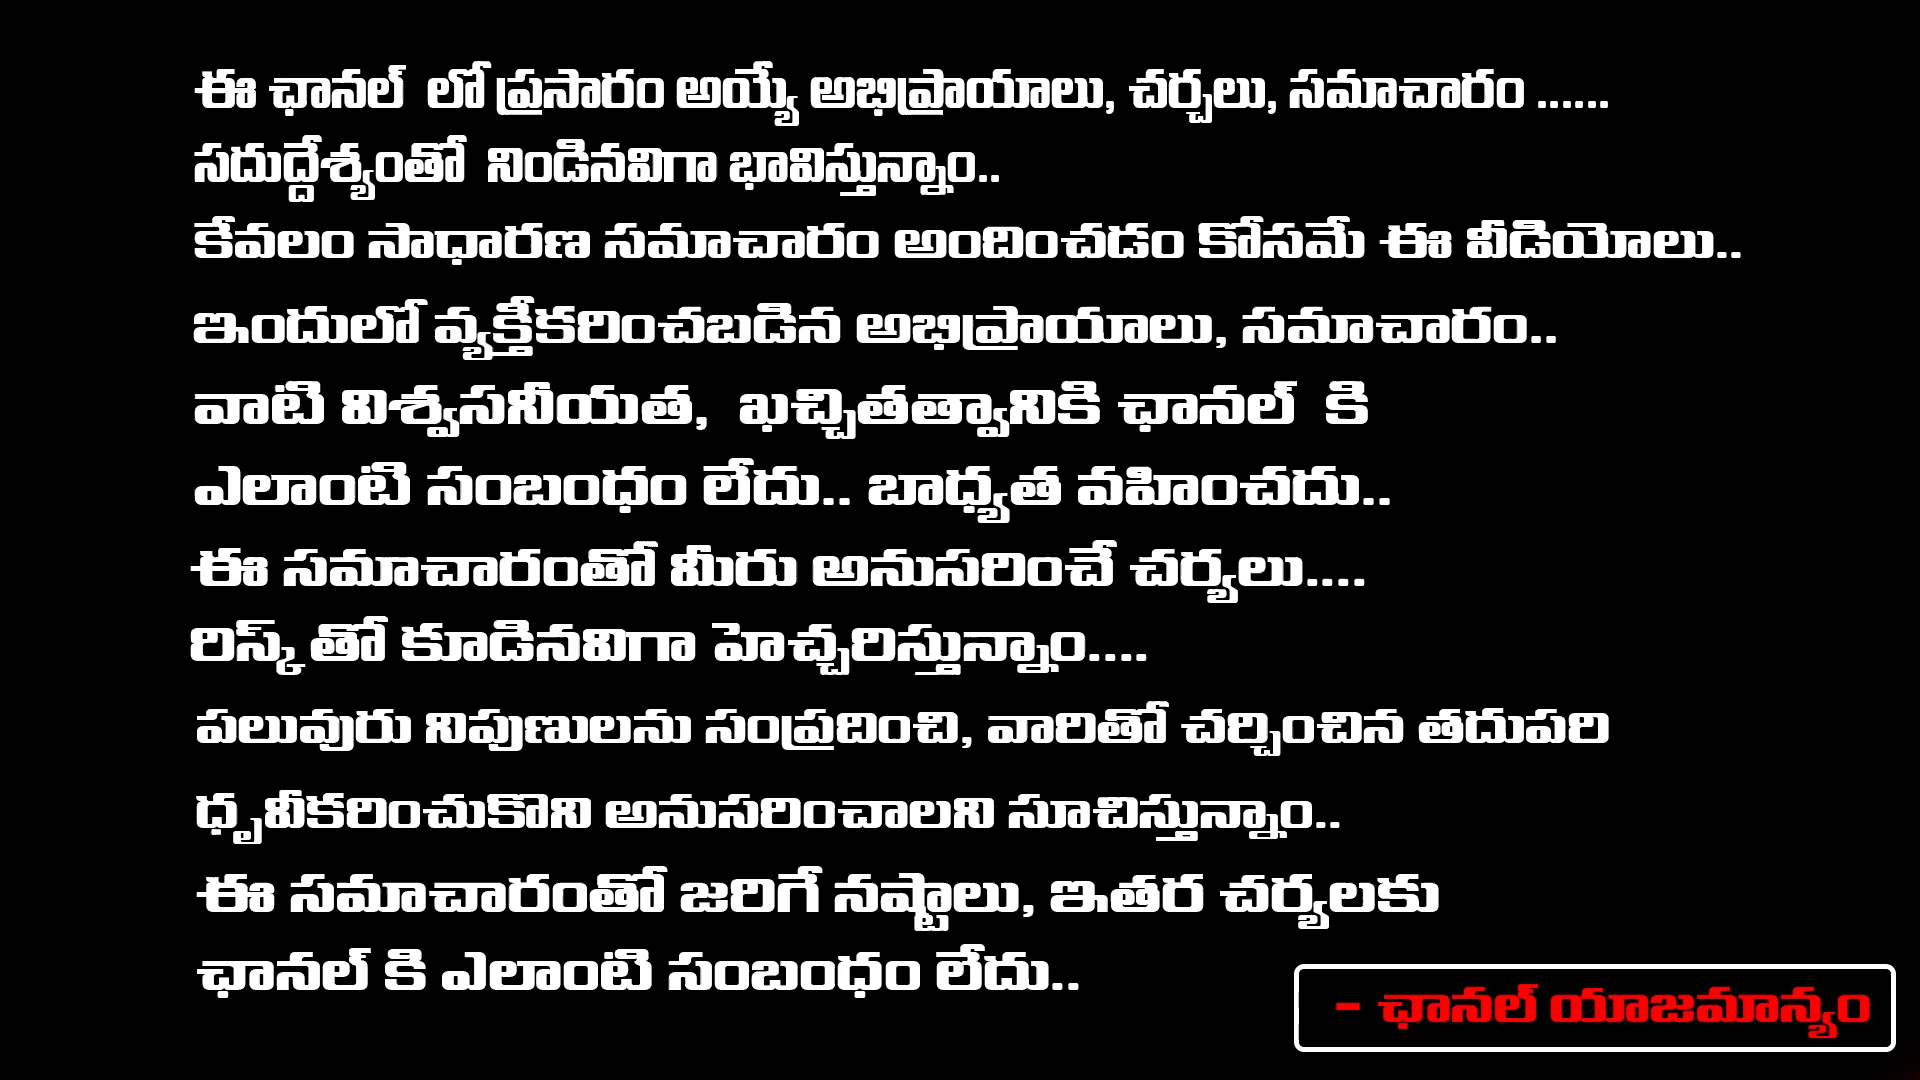 ఈ ఛానల్ లో ప్రసారం అయ్యే అభిప్రాయాలు, చర్చలు, సమాచారం ......
సదుద్దేశ్యంతో నిండినవిగా భావిస్తున్నాం..
కేవలం సాధారణ సమాచారం అందించడం కోసమే ఈ వీడియోలు..
ఇందులో వ్యక్తీకరించబడిన అభిప్రాయాలు, సమాచారం..
వాటి విశ్వసనీయత, ఖచ్చితత్వానికి ఛానల్ కి
ఎలాంటి సంబంధం లేదు.. బాధ్యత వహించదు..
ఈ సమాచారంతో మీరు అనుసరించే చర్యలు....
రిస్క్ తో కూడినవిగా హెచ్చరిస్తున్నాం....
పలువురు నిపుణులను సంప్రదించి, వారితో చర్చించిన తదుపరి
ధృవీకరించుకొని అనుసరించాలని సూచిస్తున్నాం..
ఈ సమాచారంతో జరిగే నష్టాలు, ఇతర చర్యలకు
ఛానల్ కి ఎలాంటి సంబంధం లేదు..
- ఛానల్ యాజమాన్యం